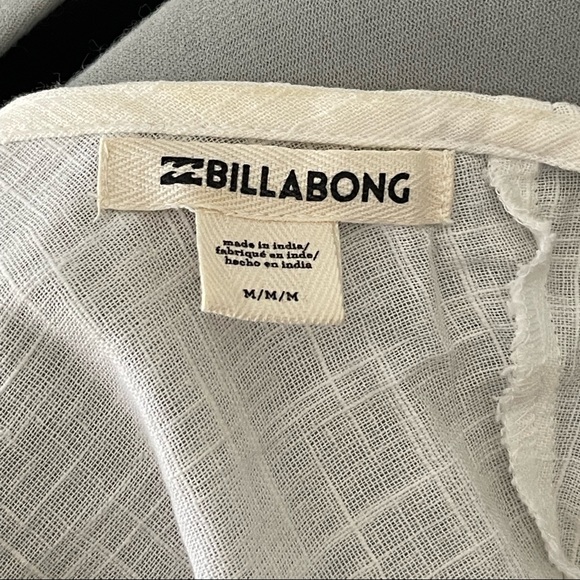 BILLABONG
made in india/
fabriqué en inde/
hecho en india
M/M/M